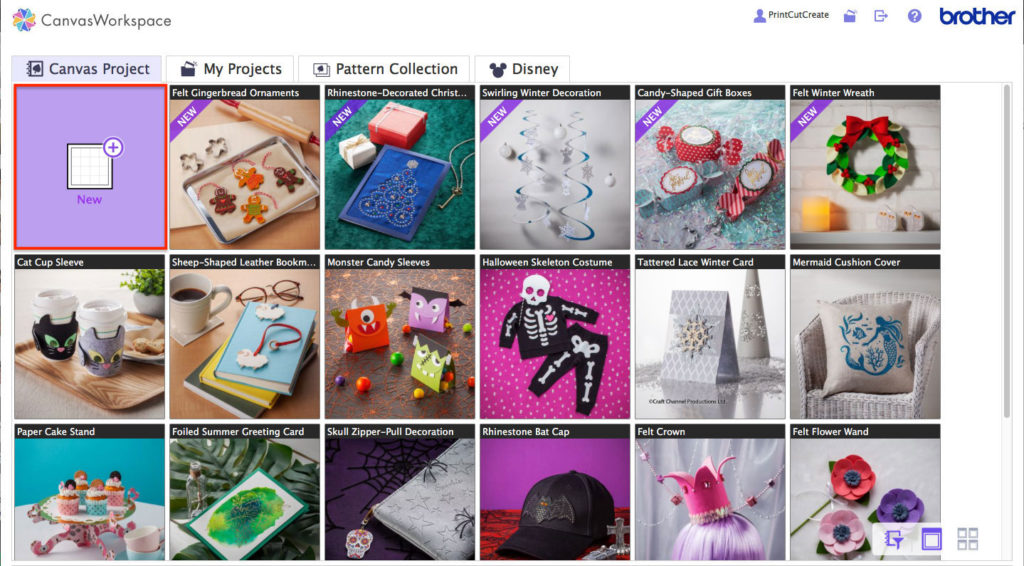 CanvasWorkspace
PrintCutCreate
brother
Canvas Project
My Projects
Pattern Collection
Disney
New
Felt Gingerbread Ornaments
NEW
Rhinestone-Decorated Christ...
NEW
Swirling Winter Decoration
NEW
Candy-Shaped Gift Boxes
NEW
Felt Winter Wreath
NEW
Cat Cup Sleeve
Sheep-Shaped Leather Bookm...
Monster Candy Sleeves
Halloween Skeleton Costume
Tattered Lace Winter Card
©Craft Channel Productions Ltd
Mermaid Cushion Cover
Paper Cake Stand
Foiled Summer Greeting Card
Skull Zipper-Pull Decoration
Rhinestone Bat Cap
Felt Crown
Felt Flower Wand